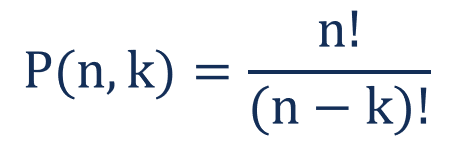 P(n, k) = n! / (n − k)!